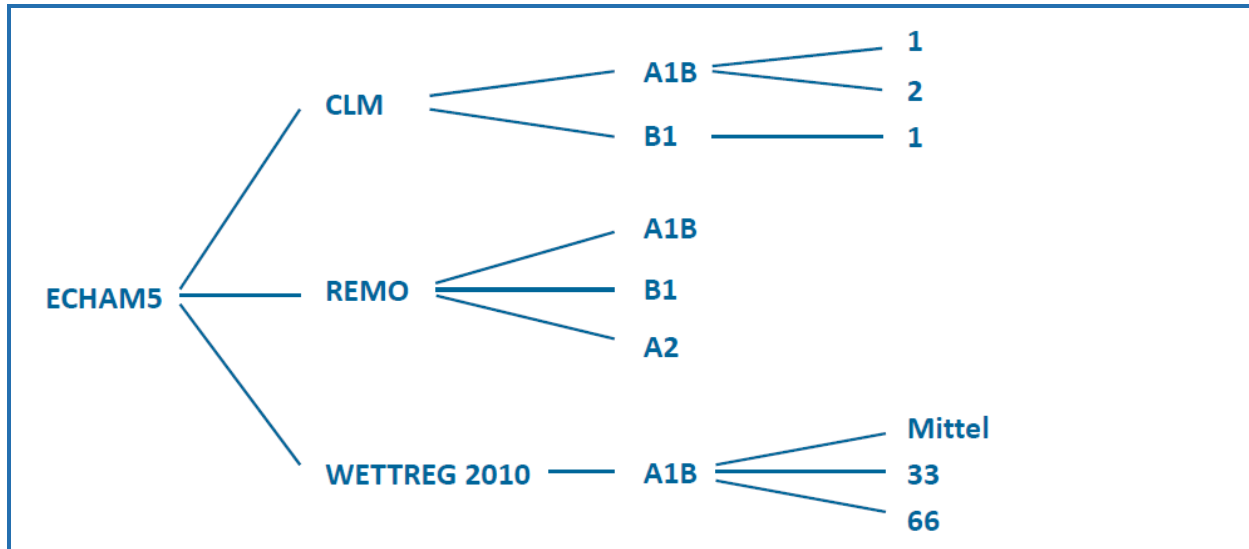 ECHAM5
CLM
A1B
1
2
B1
1
REMO
A1B
B1
A2
WETTREG 2010
A1B
Mittel
33
66